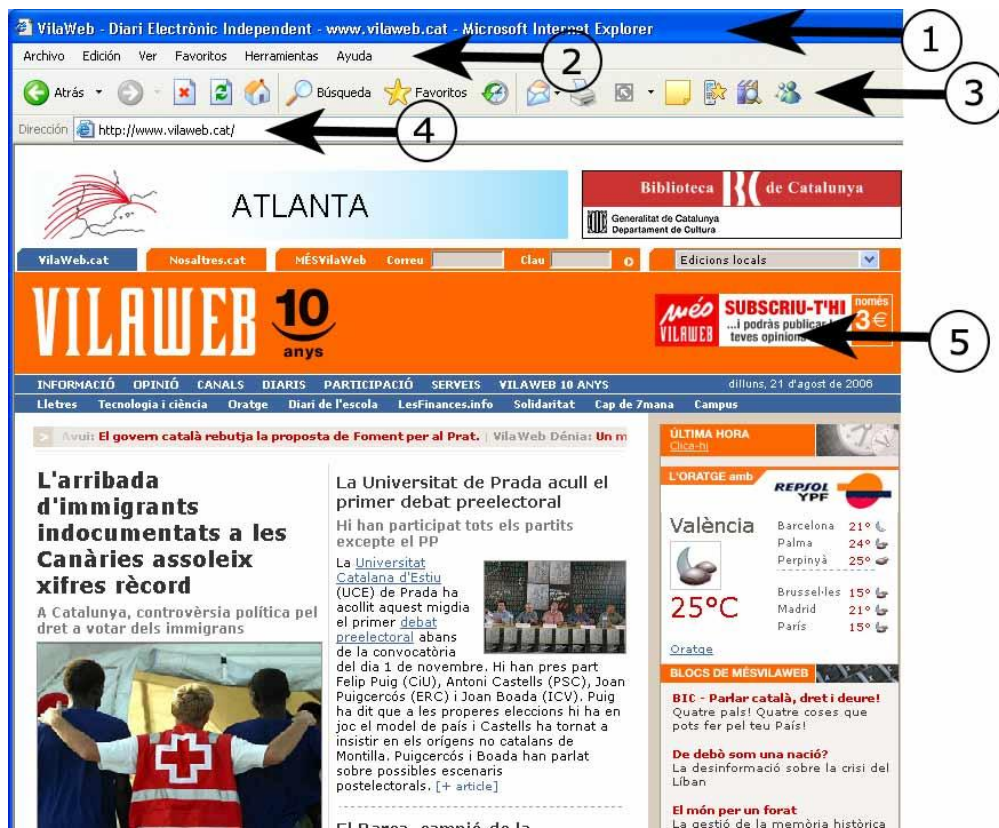 VilaWeb - Diari Electrònic Independent - www.vilaweb.cat - Microsoft Internet Explorer
1
Archivo Edición Ver Favoritos Herramientas Ayuda
2
Atrás Búsqueda Favoritos
3
Dirección http://www.vilaweb.cat/
4
ATLANTA
Biblioteca de Catalunya
Generalitat de Catalunya
Departament de Cultura
VilaWeb.cat Nosaltres.cat MÉSVilaWeb Correu Clau Edicions locals
VILAWEB 10 anys
més VILAWEB
SUBSCRIU-T'HI
...i podràs publicar
teves opinions
només
3€
5
INFORMACIÓ OPINIÓ CANALS DIARIS PARTICIPACIÓ SERVEIS VILAWEB 10 ANYS dilluns, 21 d'agost de 2006
Lletres Tecnologia i ciència Oratge Diari de l'escola LesFinances.info Solidaritat Cap de 7mana Campus
Avui: El govern català rebutja la proposta de Foment per al Prat. | VilaWeb Dénia: Un m
L'arribada
d'immigrants
indocumentats a les
Canàries assoleix
xifres rècord
A Catalunya, controvèrsia política pel
dret a votar dels immigrans
La Universitat de Prada acull el
primer debat preelectoral
Hi han participat tots els partits
excepte el PP
La Universitat
Catalana d'Estiu
(UCE) de Prada ha
acollit aquest migdia
el primer debat
preelectoral abans
de la convocatòria
del dia 1 de novembre. Hi han pres part
Felip Puig (CiU), Antoni Castells (PSC), Joan
Puigcercós (ERC) i Joan Boada (ICV). Puig
ha dit que a les properes eleccions hi ha en
joc el model de país i Castells ha tornat a
insistir en els orígens no catalans de
Montilla. Puigcercós i Boada han parlat
sobre possibles escenaris
postelectorals. [+ article]
El Barça, campió de la
ÚLTIMA HORA
Clica-hi
L'ORATGE amb
REPSOL
YPF
València
25°C
Barcelona 21°
Palma 24°
Perpinyà 25°
Brussel·les 15°
Madrid 21°
París 15°
Oratge
BLOCS DE MÉSVILAWEB
BIC - Parlar català, dret i deure!
Quatre pals! Quatre coses que
pots fer pel teu País!
De debò som una nació?
La desinformació sobre la crisi del
Líban
El món per un forat
La gestió de la memòria històrica